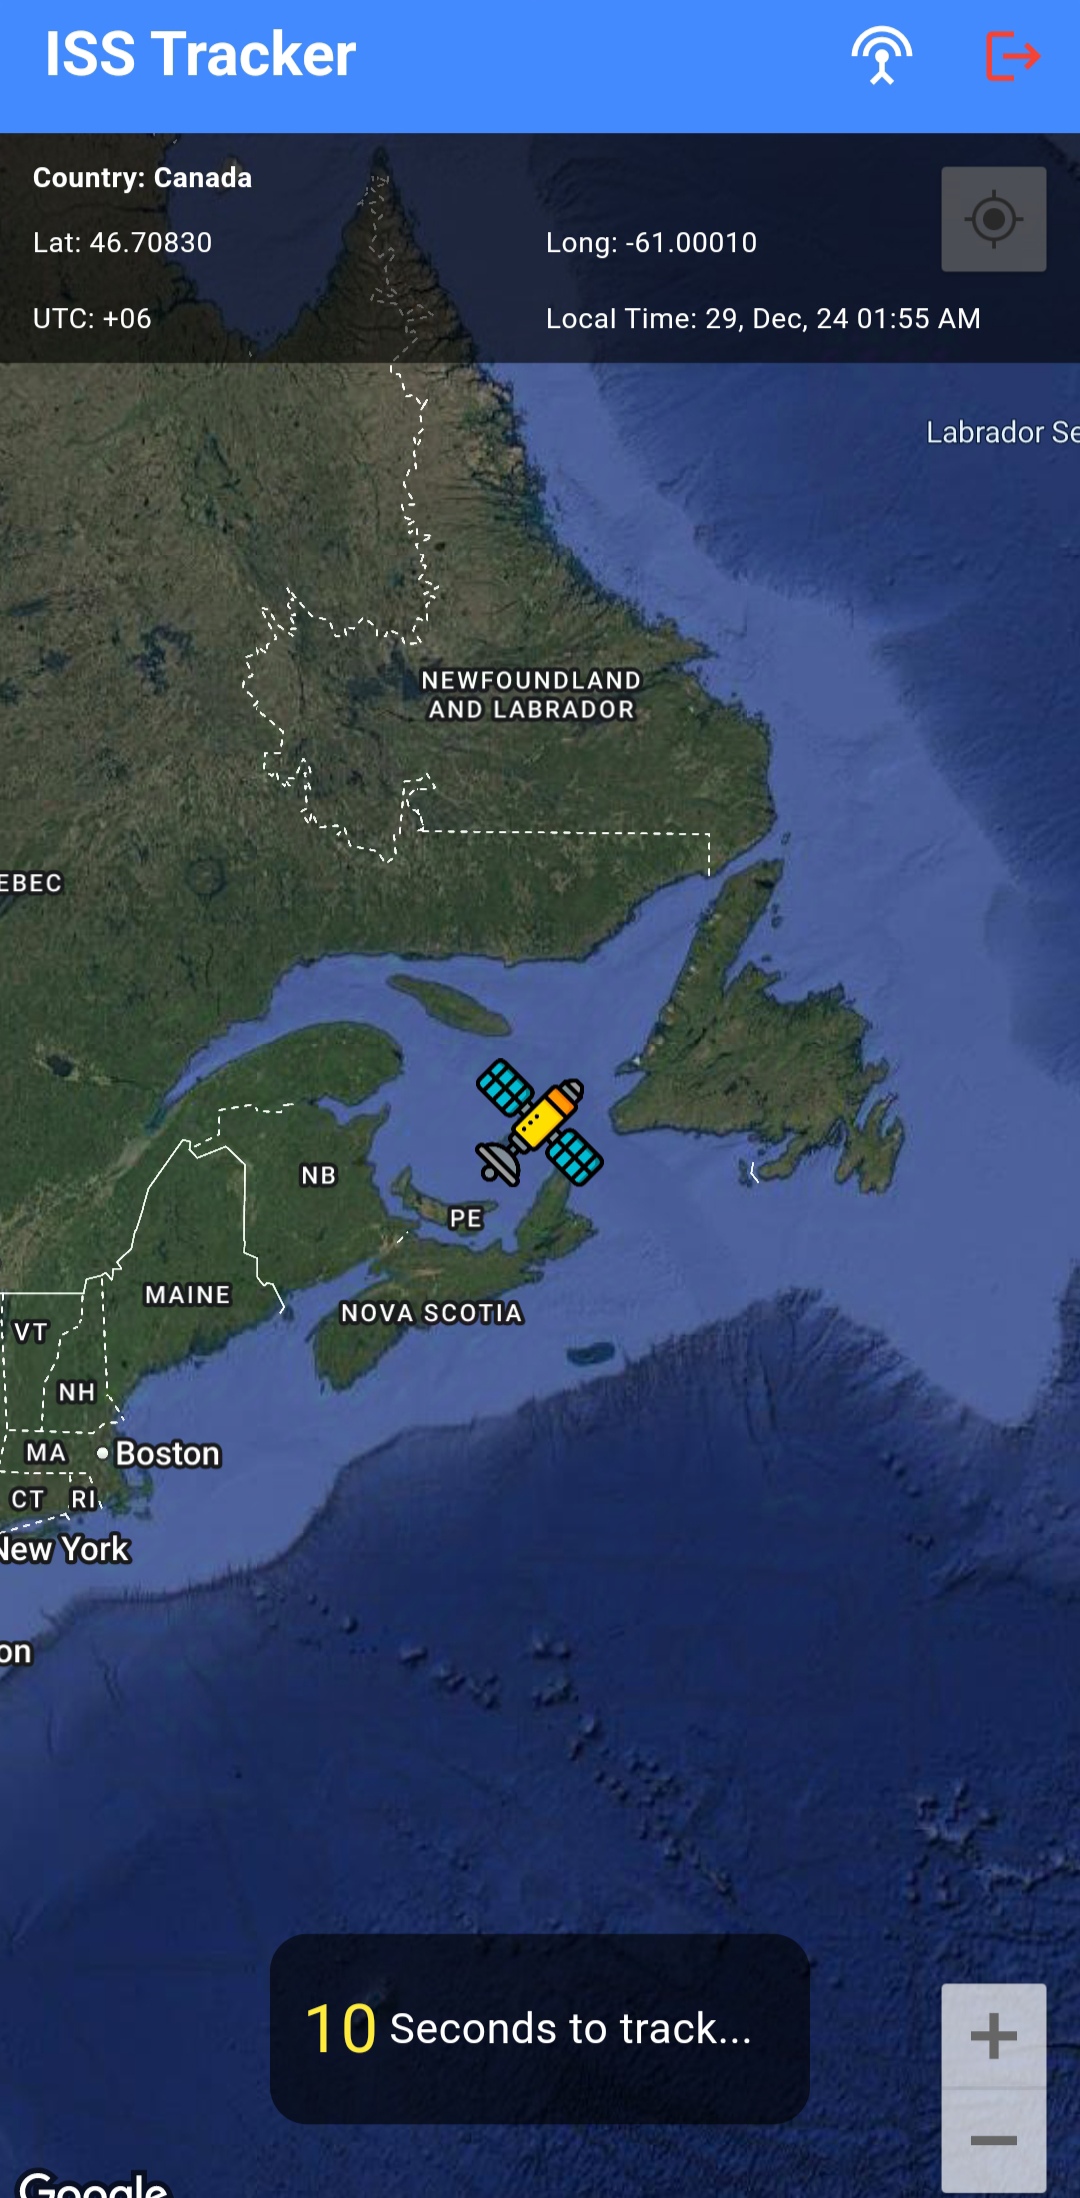 ISS Tracker
Country: Canada
Lat: 46.70830
Long: -61.00010
UTC: +06
Local Time: 29, Dec, 24 01:55 AM
Labrador Se
NEWFOUNDLAND
AND LABRADOR
EBEC
NB
PE
MAINE
NOVA SCOTIA
VT
NH
MA
Boston
CT
RI
New York
on
10 Seconds to track...
Google